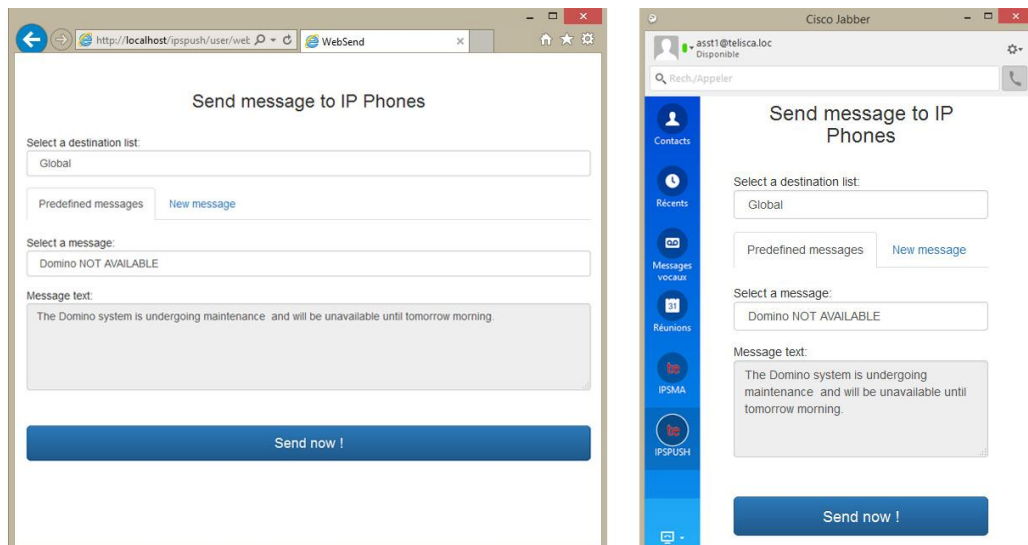 http://localhost/ipspush/user/wet
WebSend
Send message to IP Phones
Select a destination list:
Global
Predefined messages New message
Select a message:
Domino NOT AVAILABLE
Message text:
The Domino system is undergoing maintenance and will be unavailable until tomorrow morning.
Send now !
Cisco Jabber
asst1@telisca.loc
Disponible
Rech./Appeler
Contacts
Récents
Messages
vocaux
31
Réunions
te
IPSMA
te
IPSPUSH
Send message to IP
Phones
Select a destination list:
Global
Predefined messages New message
Select a message:
Domino NOT AVAILABLE
Message text:
The Domino system is undergoing
maintenance and will be unavailable until
tomorrow morning.
Send now !